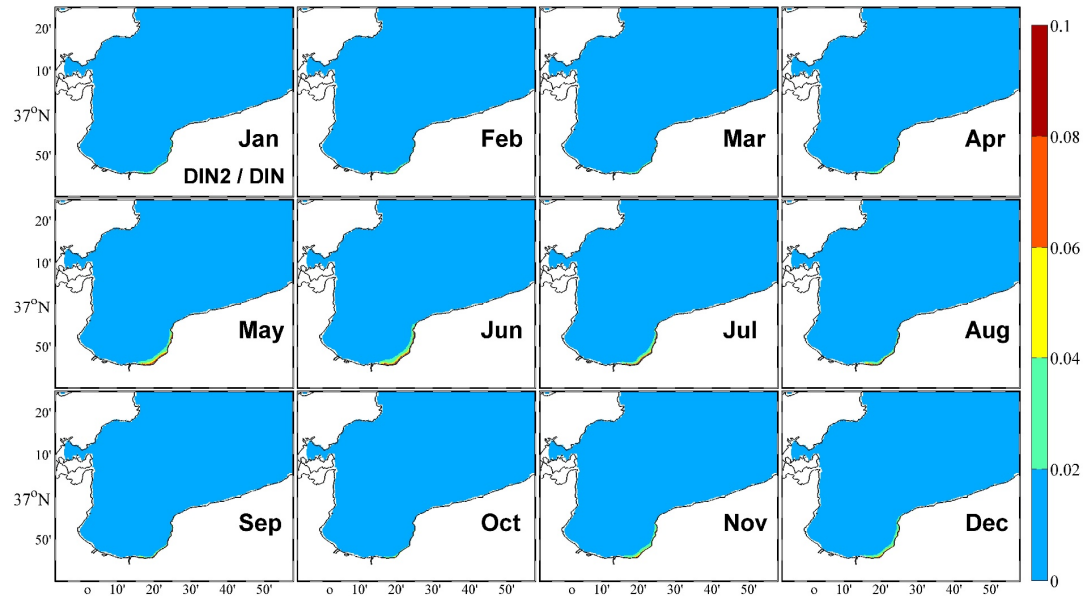 0.1
20'
10'
37°N
50'
Jan
Feb
Mar
Apr
DIN2 / DIN
0.08
20'
10'
37°N
50'
May
Jun
Jul
Aug
0.06
0.04
20'
10'
37°N
50'
Sep
Oct
Nov
Dec
0.02
0
o 10' 20' 30' 40' 50'
o 10' 20' 30' 40' 50'
o 10' 20' 30' 40' 50'
o 10' 20' 30' 40' 50'